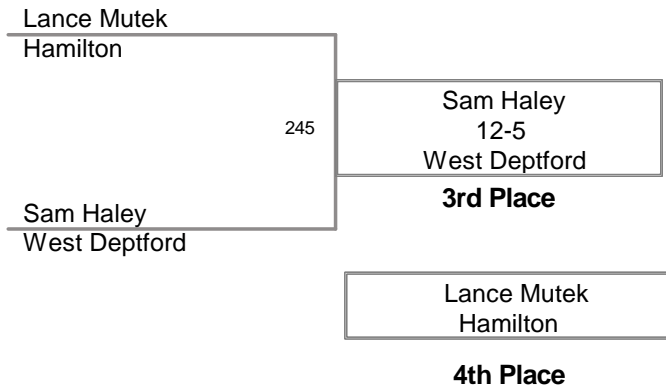 Lance Mutek
Hamilton
245
Sam Haley
12-5
West Deptford
3rd Place
Sam Haley
West Deptford
Lance Mutek
Hamilton
4th Place